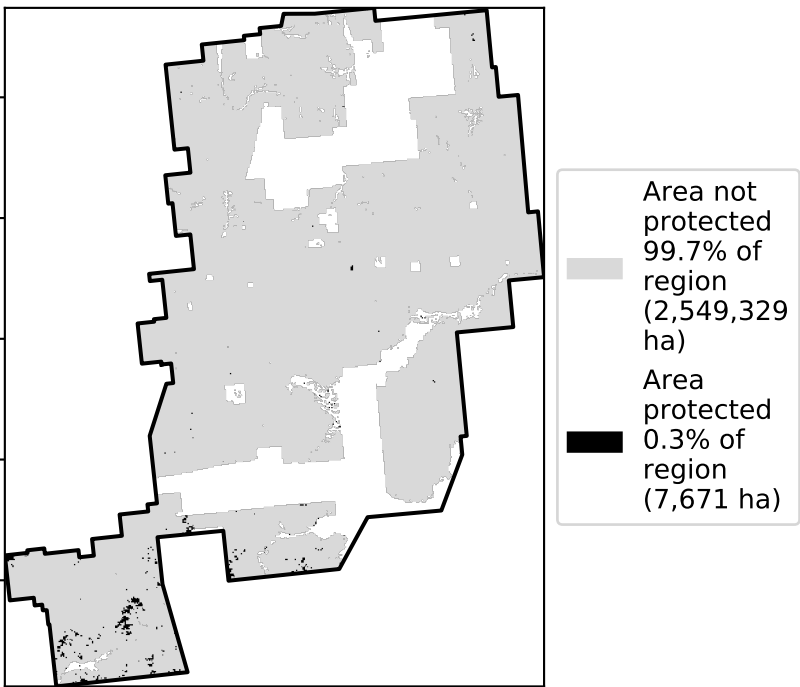 Area not
protected
99.7% of
region
(2,549,329
ha)
Area
protected
0.3% of
region
(7,671 ha)